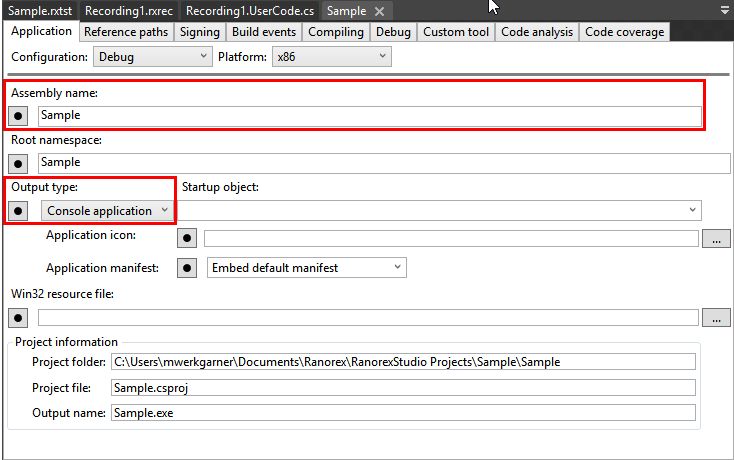 Sample.rxtst Recording1.rxrec Recording1.UserCode.cs Sample
Application Reference paths Signing Build events Compiling Debug Custom tool Code analysis Code coverage
Configuration: Debug Platform: x86
Assembly name:
Sample
Root namespace:
Sample
Output type: Startup object:
Console application
Application icon: ...
Application manifest: Embed default manifest
Win32 resource file:
...
Project information
Project folder: C:\Users\mwerkgarner\Documents\Ranorex\RanorexStudio Projects\Sample\Sample
Project file: Sample.csproj
Output name: Sample.exe